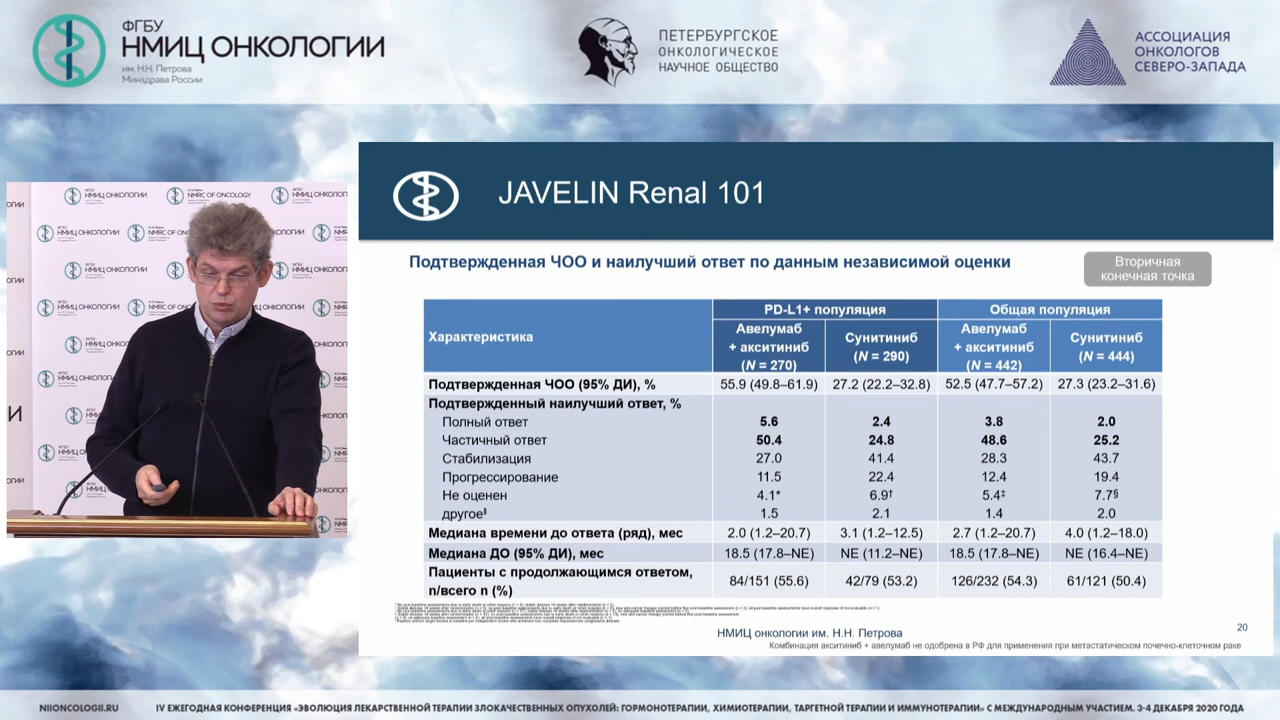 ФГБУ
НМИЦ ОНКОЛОГИИ
им. Н.Н. Петрова
Минздрава России
ПЕТЕРБУРГСКОЕ
ОНКОЛОГИЧЕСКОЕ
НАУЧНОЕ ОБЩЕСТВО
АССОЦИАЦИЯ
ОНКОЛОГОВ
СЕВЕРО-ЗАПАДА
JAVELIN Renal 101
Подтвержденная ЧОО и наилучший ответ по данным независимой оценки
Вторичная
конечная точка
Характеристика
PD-L1+ популяция
Общая популяция
Авелумаб
+ акситиниб
(N = 270)
Сунитиниб
(N = 290)
Авелумаб
+ акситиниб
(N = 442)
Сунитиниб
(N = 444)
Подтвержденная ЧОО (95% ДИ), % 55.9 (49.8–61.9) 27.2 (22.2–32.8) 52.5 (47.7–57.2) 27.3 (23.2–31.6)
Подтвержденный наилучший ответ, %
Полный ответ 5.6 2.4 3.8 2.0
Частичный ответ 50.4 24.8 48.6 25.2
Стабилизация 27.0 41.4 28.3 43.7
Прогрессирование 11.5 22.4 12.4 19.4
Не оценен 4.1* 6.9† 5.4‡ 7.7§
другое‖ 1.5 2.1 1.4 2.0
Медиана времени до ответа (ряд), мес 2.0 (1.2–20.7) 3.1 (1.2–12.5) 2.7 (1.2–20.7) 4.0 (1.2–18.0)
Медиана ДО (95% ДИ), мес 18.5 (17.8–NE) NE (11.2–NE) 18.5 (17.8–NE) NE (16.4–NE)
Пациенты с продолжающимся ответом,
n/всего n (%) 84/151 (55.6) 42/79 (53.2) 126/232 (54.3) 61/121 (50.4)
НМИЦ онкологии им. Н.Н. Петрова
20
Комбинация акситиниб + авелумаб не одобрена в РФ для применения при метастатическом почечно-клеточном раке
NIIONCOLOGII.RU
IV ЕЖЕГОДНАЯ КОНФЕРЕНЦИЯ «ЭВОЛЮЦИЯ ЛЕКАРСТВЕННОЙ ТЕРАПИИ ЗЛОКАЧЕСТВЕННЫХ ОПУХОЛЕЙ: ГОРМОНОТЕРАПИИ, ХИМИОТЕРАПИИ, ТАРГЕТНОЙ ТЕРАПИИ И ИММУНОТЕРАПИИ» С МЕЖДУНАРОДНЫМ УЧАСТИЕМ. 3-4 ДЕКАБРЯ 2020 ГОДА